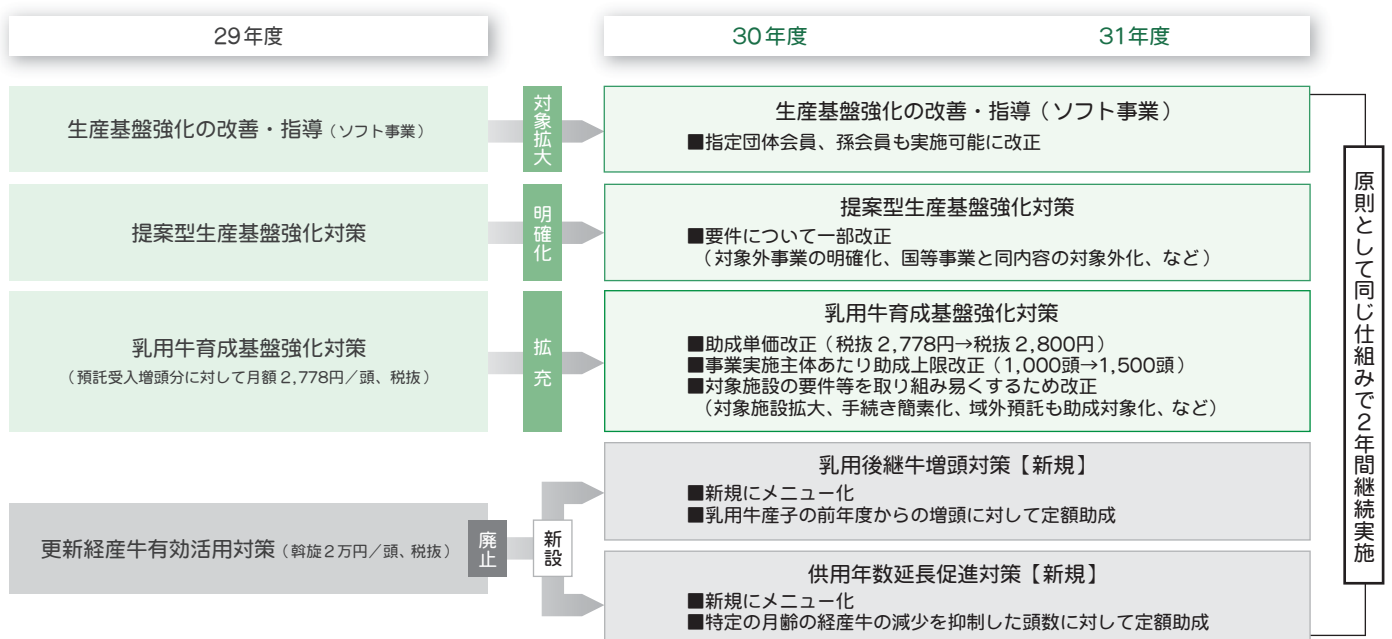 29年度
30年度
31年度
生産基盤強化の改善・指導（ソフト事業）
対象拡大
生産基盤強化の改善・指導（ソフト事業）
■指定団体会員、孫会員も実施可能に改正
提案型生産基盤強化対策
明確化
提案型生産基盤強化対策
■要件について一部改正
（対象外事業の明確化、国等事業と同内容の対象外化、など）
乳用牛育成基盤強化対策
（預託受入増頭分に対して月額2,778円／頭、税抜）
拡充
乳用牛育成基盤強化対策
■助成単価改正（税抜2,778円→税抜2,800円）
■事業実施主体あたり助成上限改正（1,000頭→1,500頭）
■対象施設の要件等を取り組み易くするため改正
（対象施設拡大、手続き簡素化、域外預託も助成対象化、など）
更新経産牛有効活用対策（斡旋２万円／頭、税抜）
廃止
新設
乳用後継牛増頭対策【新規】
■新規にメニュー化
■乳用牛産子の前年度からの増頭に対して定額助成
供用年数延長促進対策【新規】
■新規にメニュー化
■特定の月齢の経産牛の減少を抑制した頭数に対して定額助成
原則として同じ仕組みで２年間継続実施